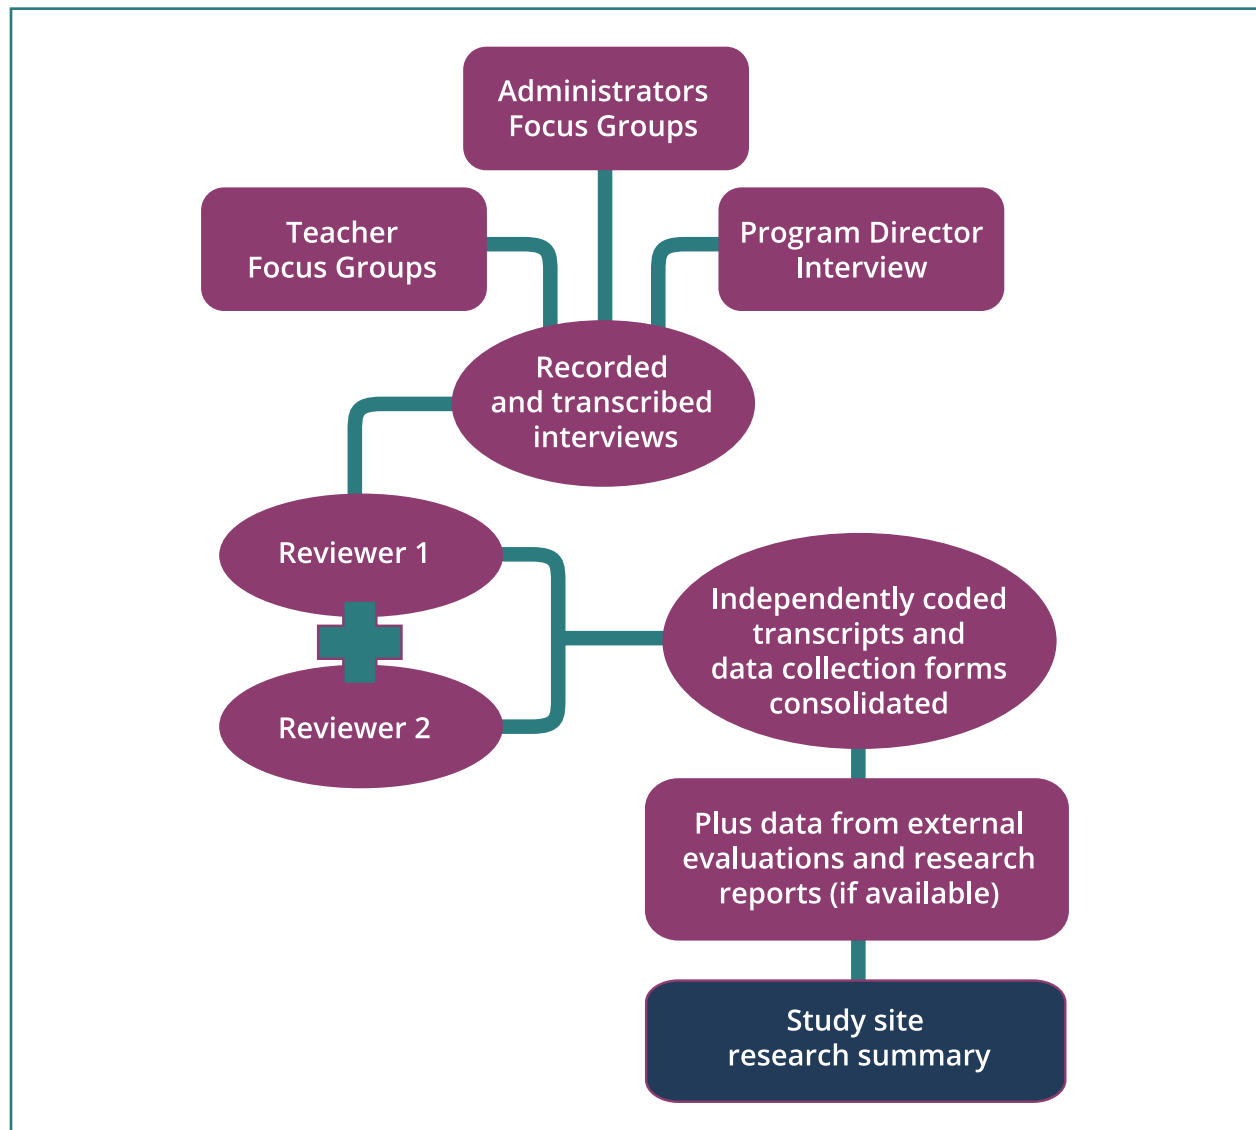 Administrators
Focus Groups
Teacher
Focus Groups
Program Director
Interview
Recorded
and transcribed
interviews
Reviewer 1
Reviewer 2
Independently coded
transcripts and
data collection forms
consolidated
Plus data from external
evaluations and research
reports (if available)
Study site
research summary